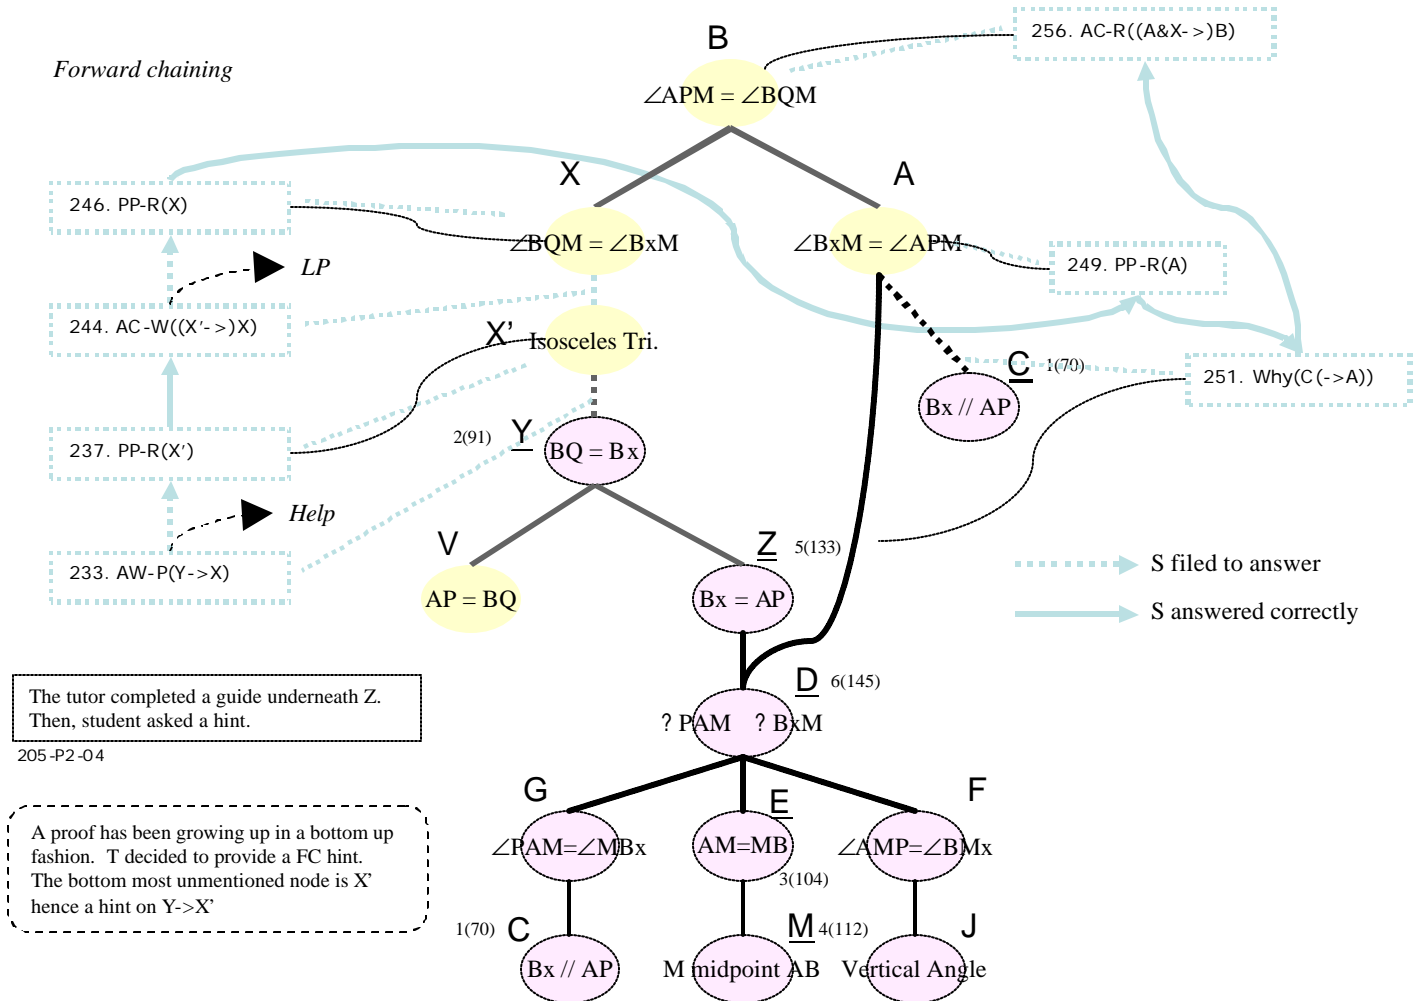 B
256. AC-R((A&X->)B)
Forward chaining
∠APM = ∠BQM
X
A
246. PP-R(X)
∠BQM = ∠BxM
∠BxM = ∠APM
LP
249. PP-R(A)
244. AC-W((X'->)X)
X'
Isosceles Tri.
C 1(70)
251. Why(C(->A))
Bx // AP
237. PP-R(X')
2(91) Y
BQ = Bx
Help
V
Z 5(133)
233. AW-P(Y->X)
S filed to answer
AP = BQ
Bx = AP
S answered correctly
D 6(145)
The tutor completed a guide underneath Z.
Then, student asked a hint.
? PAM ? BxM
205-P2-04
G
E
F
A proof has been growing up in a bottom up
fashion. T decided to provide a FC hint.
The bottom most unmentioned node is X'
hence a hint on Y->X'
∠PAM=∠MBx
AM=MB
∠AMP=∠BMx
3(104)
1(70) C
M 4(112)
J
Bx // AP
M midpoint AB
Vertical Angle